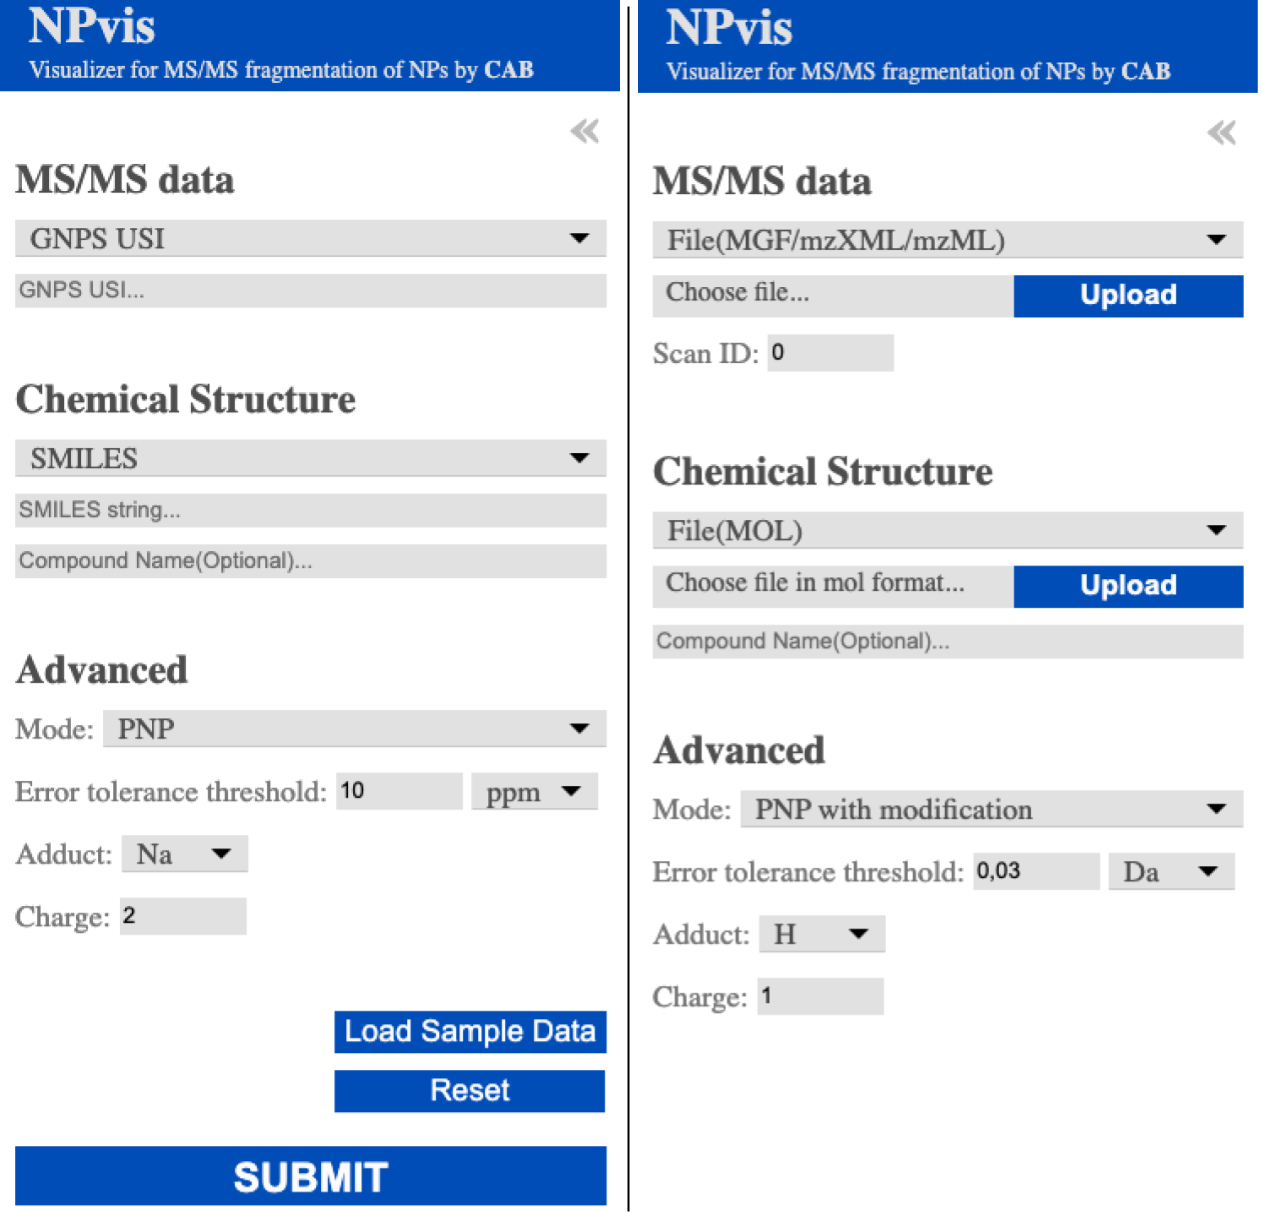 NPvis
Visualizer for MS/MS fragmentation of NPs by CAB
MS/MS data
GNPS USI
GNPS USI...
Chemical Structure
SMILES
SMILES string...
Compound Name(Optional)...
Advanced
Mode: PNP
Error tolerance threshold: 10 ppm
Adduct: Na
Charge: 2
Load Sample Data
Reset
SUBMIT
NPvis
Visualizer for MS/MS fragmentation of NPs by CAB
MS/MS data
File(MGF/mzXML/mzML)
Choose file... Upload
Scan ID: 0
Chemical Structure
File(MOL)
Choose file in mol format... Upload
Compound Name(Optional)...
Advanced
Mode: PNP with modification
Error tolerance threshold: 0,03 Da
Adduct: H
Charge: 1